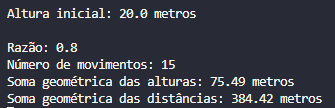 Altura inicial: 20.0 metros
Razão: 0.8
Número de movimentos: 15
Soma geométrica das alturas: 75.49 metros
Soma geométrica das distâncias: 384.42 metros